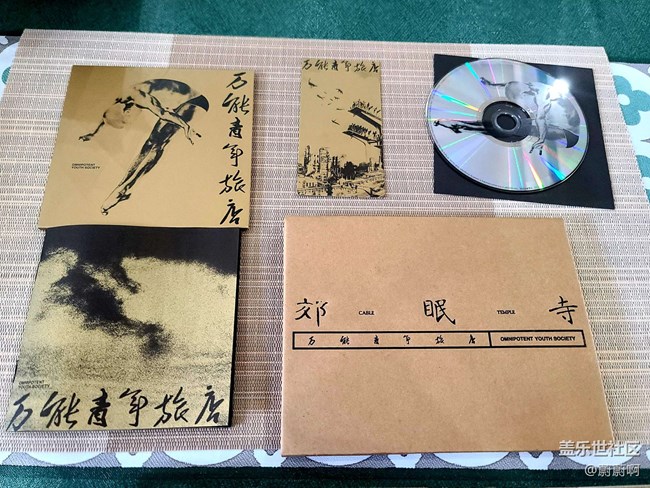 万能青年旅店
OMNIPOTENT
YOUTH SOCIETY
万能青年旅店
OMNIPOTENT
YOUTH SOCIETY
万能青年旅店
郊 CABLE 眠 TEMPLE 寺
万能青年旅店 OMNIPOTENT YOUTH SOCIETY
盖乐世社区
@蔚蔚啊